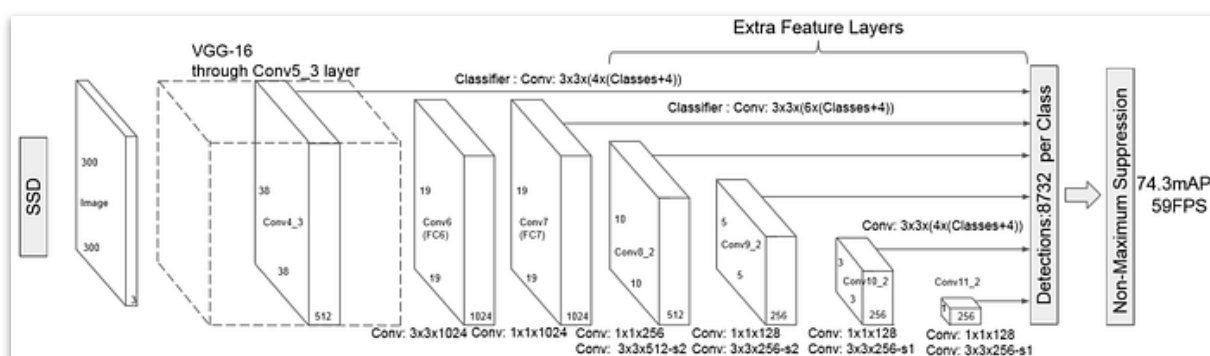 Extra Feature Layers
VGG-16
through Conv5_3 layer
Classifier : Conv: 3x3x(4x(Classes+4))
Classifier : Conv: 3x3x(6x(Classes+4))
SSD
300
Image
300
3
38
Conv4_3
38
512
19
Conv6
(FC6)
19
1024
19
Conv7
(FC7)
19
1024
10
Conv8_2
10
512
5
Conv9_2
5
256
Conv: 3x3x(4x(Classes+4))
3
Conv10_2
3
256
Conv11_2
256
Detections:8732 per Class
Non-Maximum Suppression
74.3mAP
59FPS
Conv: 3x3x1024
Conv: 1x1x1024
Conv: 1x1x256
Conv: 3x3x512-s2
Conv: 1x1x128
Conv: 3x3x256-s2
Conv: 1x1x128
Conv: 3x3x256-s1
Conv: 1x1x128
Conv: 3x3x256-s1